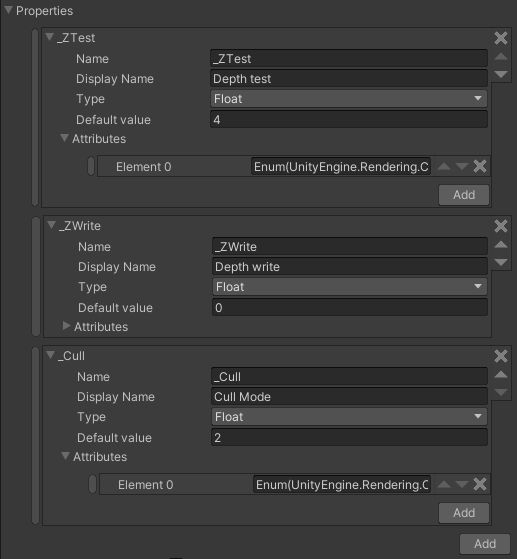 Properties
_ZTest
Name _ZTest
Display Name Depth test
Type Float
Default value 4
Attributes
Element 0 Enum(UnityEngine.Rendering.C
Add
_ZWrite
Name _ZWrite
Display Name Depth write
Type Float
Default value 0
Attributes
_Cull
Name _Cull
Display Name Cull Mode
Type Float
Default value 2
Attributes
Element 0 Enum(UnityEngine.Rendering.C
Add
Add